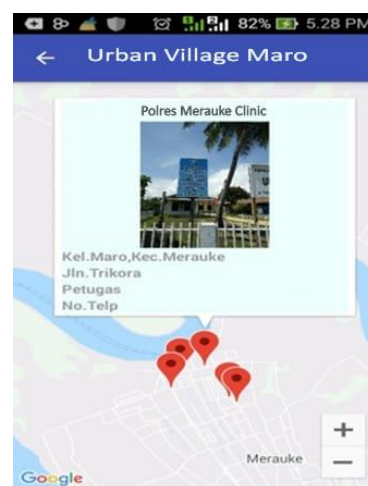 82% 5.28 PM
Urban Village Maro
Polres Merauke Clinic
Kel.Maro,Kec.Merauke
Jln.Trikora
Petugas
No.Telp
+
Merauke
−
Google